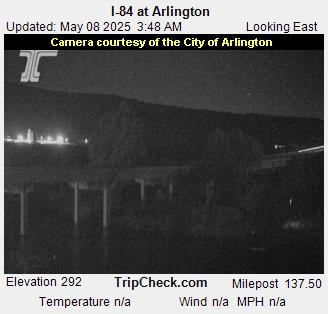 I-84 at Arlington
Updated: May 08 2025 3:48 AM Looking East
Camera courtesy of the City of Arlington
Elevation 292 TripCheck.com Milepost 137.50
Temperature n/a Wind n/a MPH n/a